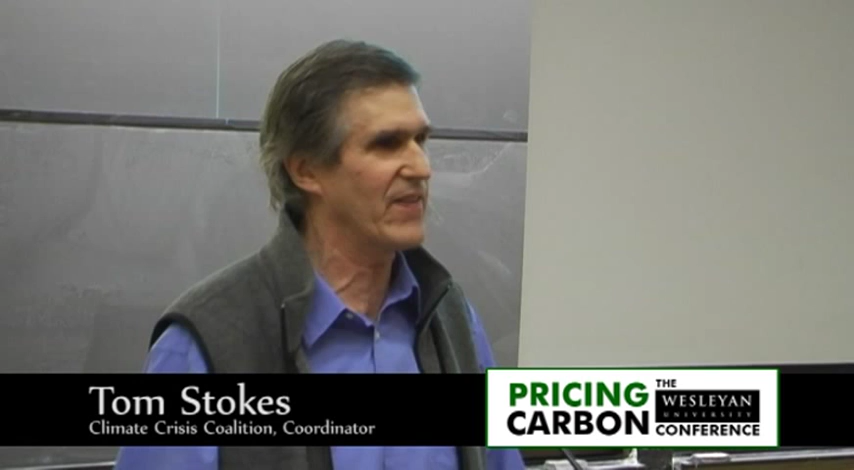 Tom Stokes
Climate Crisis Coalition, Coordinator
PRICING THE WESLEYAN
UNIVERSITY
CARBON CONFERENCE